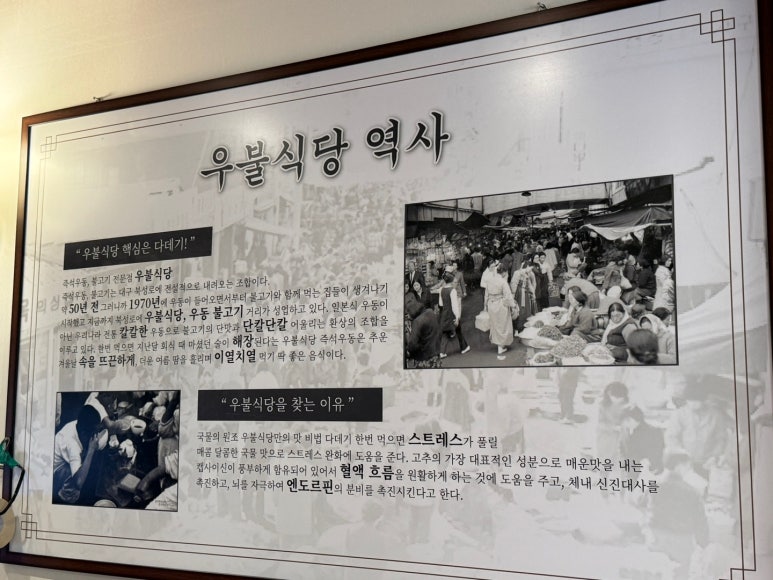 우불식당 역사
“ 우불식당 핵심은 다데기! ”
즉석우동, 불고기 전문점 우불식당
즉석우동, 불고기는 대구 북성로에 전설적으로 내려오는 조합이다.
약 50년 전 그러니까 1970년에 우동이 들어오면서부터 불고기와 함께 먹는 집들이 생겨나기
시작했고 지금까지 북성로에 우불식당, 우동 불고기 거리가 성업하고 있다. 일본식 우동이
아닌 우리나라 전통 칼칼한 우동으로 불고기의 단맛과 단칼단칼 어울리는 환상의 조합을
이루고 있다. 한번 먹으면 지난달 회식 때 마셨던 술이 해장된다는 우불식당 즉석우동은 추운
겨울날 속을 뜨끈하게, 더운 여름 땀을 흘리며 이열치열 먹기 딱 좋은 음식이다.
“ 우불식당을 찾는 이유 ”
국물의 원조 우불식당만의 맛 비법 다데기 한번 먹으면 스트레스가 풀릴
매콤 달콤한 국물 맛으로 스트레스 완화에 도움을 준다. 고추의 가장 대표적인 성분으로 매운맛을 내는
캡사이신이 풍부하게 함유되어 있어서 혈액 흐름을 원활하게 하는 것에 도움을 주고, 체내 신진대사를
촉진하고, 뇌를 자극하여 엔도르핀의 분비를 촉진시킨다고 한다.